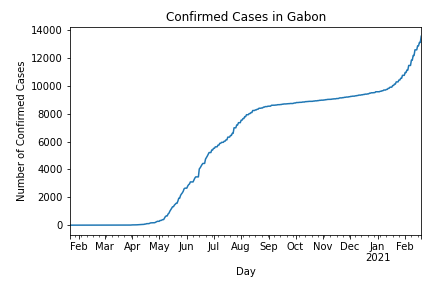 Confirmed Cases in Gabon
Number of Confirmed Cases
14000
12000
10000
8000
6000
4000
2000
0
Feb Mar Apr May Jun Jul Aug Sep Oct Nov Dec Jan Feb
2021
Day